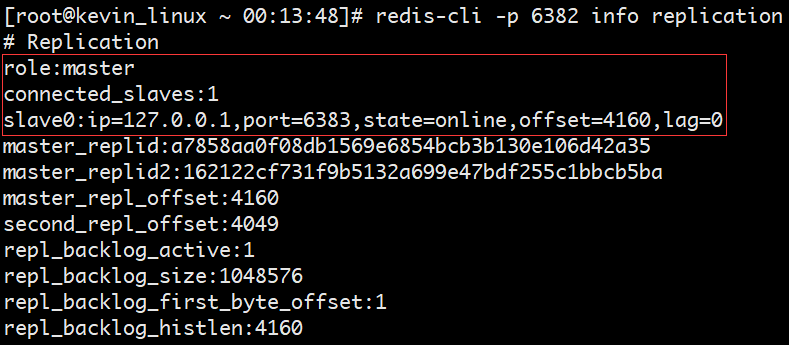 [root@kevin_linux ~ 00:13:48]# redis-cli -p 6382 info replication
# Replication
role:master
connected_slaves:1
slave0:ip=127.0.0.1,port=6383,state=online,offset=4160,lag=0
master_replid:a7858aa0f08db1569e6854bcb3b130e106d42a35
master_replid2:162122cf731f9b5132a699e47bdf255c1bbcb5ba
master_repl_offset:4160
second_repl_offset:4049
repl_backlog_active:1
repl_backlog_size:1048576
repl_backlog_first_byte_offset:1
repl_backlog_histlen:4160